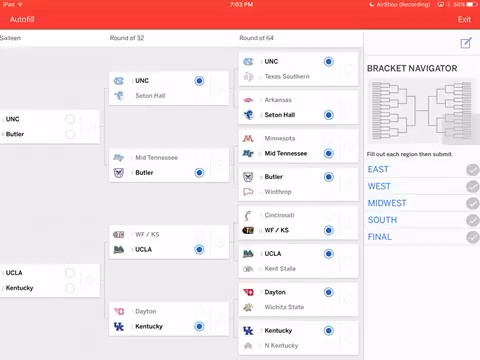 iPad 7:03 PM AirShou (Recording) 56%
Autofill Exit
Sixteen Round of 32 Round of 64
UNC
Butler
UCLA
Kentucky
UNC
Seton Hall
Mid Tennessee
Butler
WF / KS
UCLA
Dayton
Kentucky
UNC
Texas Southern
Arkansas
Seton Hall
Minnesota
Mid Tennessee
Butler
Winthrop
Cincinnati
WF / KS
UCLA
Kent State
Dayton
Wichita State
Kentucky
N Kentucky
BRACKET NAVIGATOR
Fill out each region then submit.
EAST
WEST
MIDWEST
SOUTH
FINAL